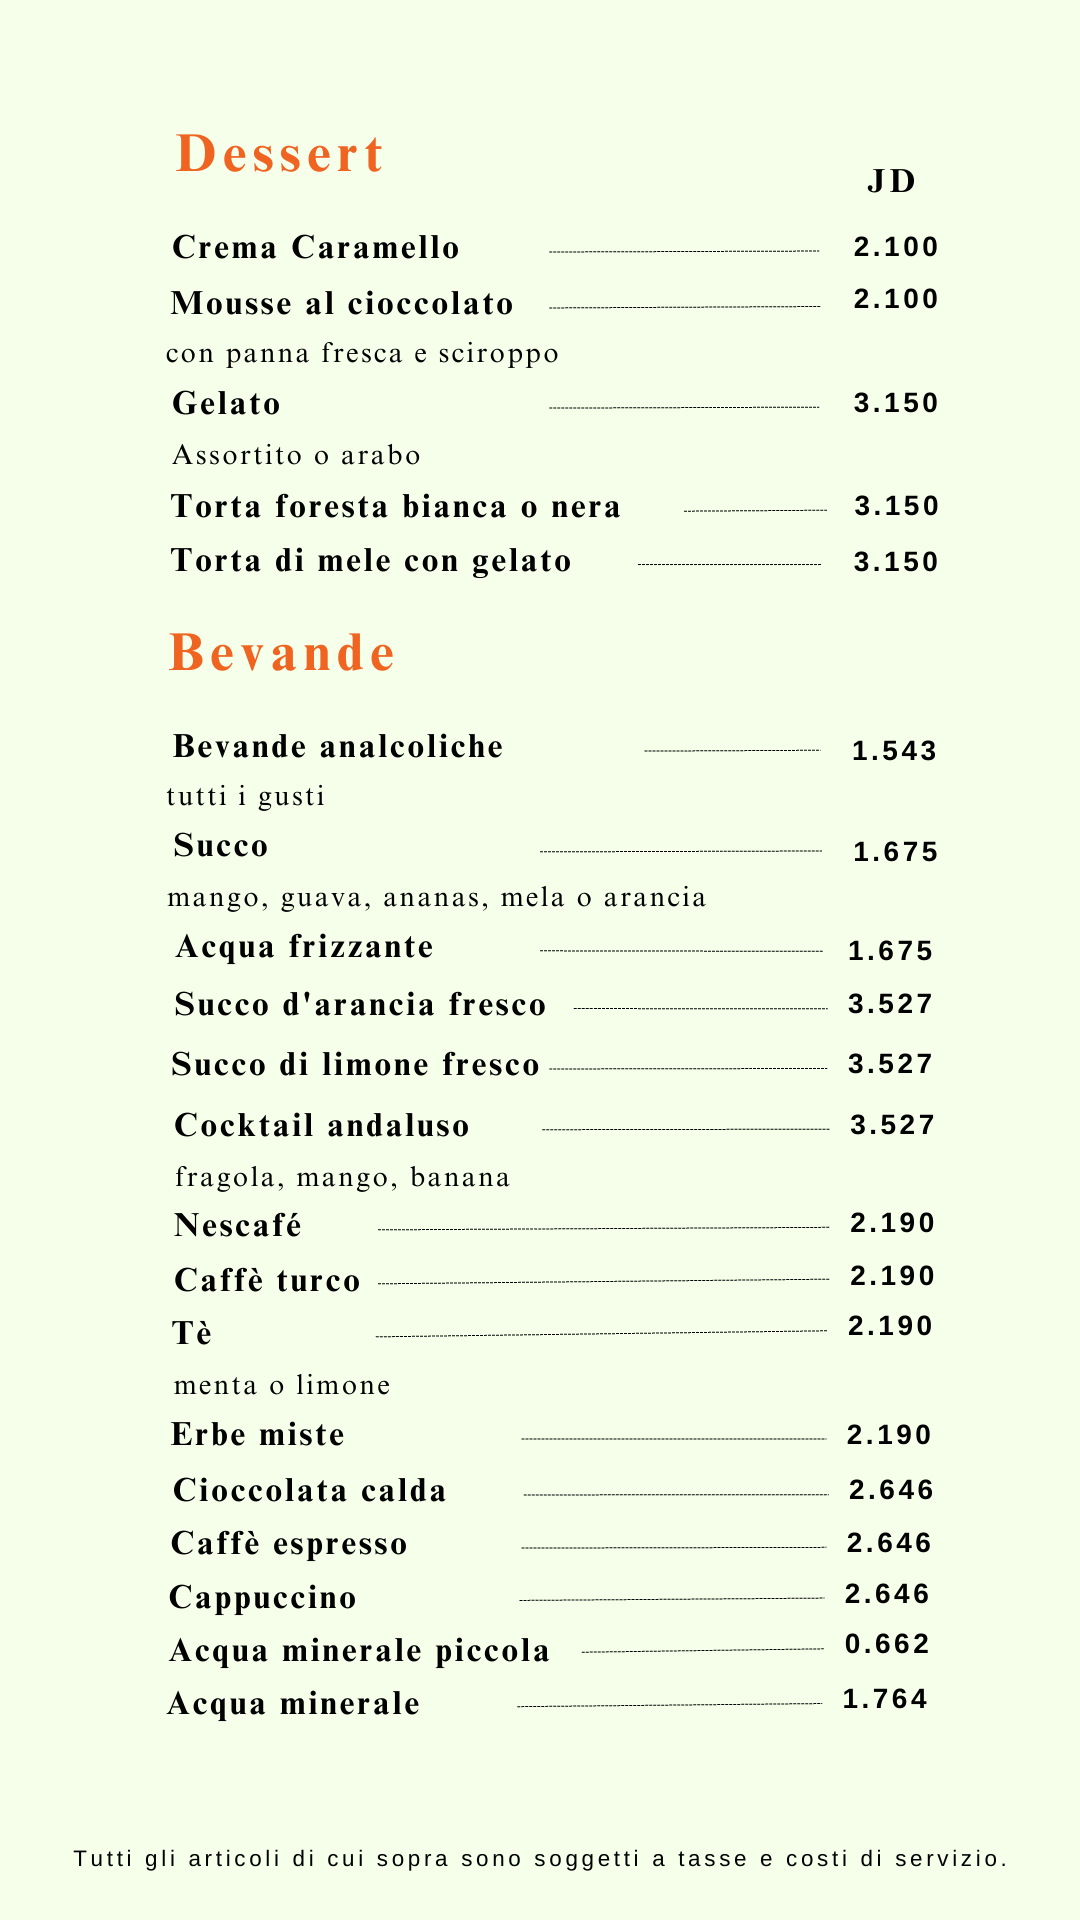 Dessert
JD
Crema Caramello 2.100
Mousse al cioccolato 2.100
con panna fresca e sciroppo
Gelato 3.150
Assortito o arabo
Torta foresta bianca o nera 3.150
Torta di mele con gelato 3.150
Bevande
Bevande analcoliche 1.543
tutti i gusti
Succo 1.675
mango, guava, ananas, mela o arancia
Acqua frizzante 1.675
Succo d'arancia fresco 3.527
Succo di limone fresco 3.527
Cocktail andaluso 3.527
fragola, mango, banana
Nescafé 2.190
Caffè turco 2.190
Tè 2.190
menta o limone
Erbe miste 2.190
Cioccolata calda 2.646
Caffè espresso 2.646
Cappuccino 2.646
Acqua minerale piccola 0.662
Acqua minerale 1.764
Tutti gli articoli di cui sopra sono soggetti a tasse e costi di servizio.